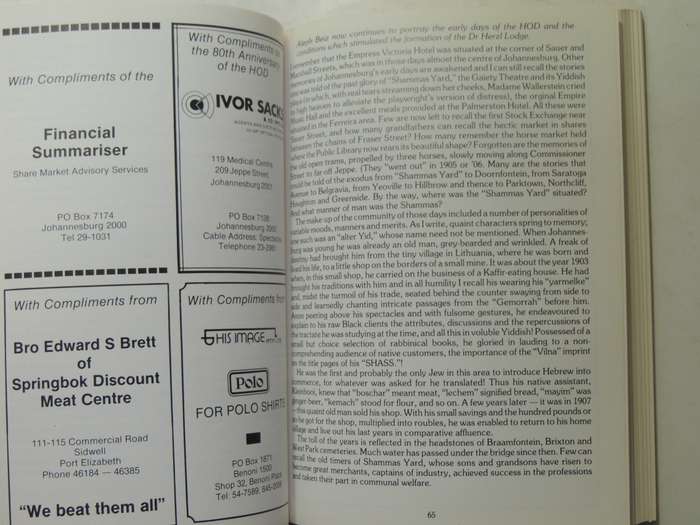 With Compliments of the
Financial
Summariser
Share Market Advisory Services
PO Box 7174
Johannesburg 2000
Tel 29-1031
With Compliments on
the 80th Anniversary
of the HOD
IVOR SACKS
119 Medical Centre
209 Jeppe Street
Johannesburg 2001
PO Box
Johannesburg 2000
Cable Address:
Telephone
With Compliments from
Bro Edward S Brett
of
Springbok Discount
Meat Centre
111-115 Commercial Road
Sidwell
Port Elizabeth
Phone 46184 — 46385
"We beat them all"
With Compliments from
HIS IMAGE
Polo
FOR POLO SHIRTS
PO Box 1871
Benoni 1500
Shop 32, Benoni
Tel: 54-7589,
Aleph Beiz now continues to portray the early days of the HOD and the
conditions which stimulated the formation of the Dr Herzl Lodge.
I remember that the Empress Victoria Hotel was situated at the corner of Sauer and
Marshall Streets, which was in those days almost the centre of Johannesburg. Other
of Johannesburg's early days are awakened and I can still recall the stories
was told of the past glory of "Shammas Yard," the Gaiety Theatre and its Yiddish
plays (in which, with real tears streaming down her cheeks, Madame Wallerstein cried
to high heaven to alleviate the playwright's version of distress), the orginal Empire
Music Hall and the excellent meals provided at the Palmerston Hotel. All these were
situated in the Ferreira area. Few are now left to recall the first Stock Exchange near
Sauer Street, and how many grandfathers can recall the hectic market in shares
between the chains of Fraser Street? How many remember the horse market held
where the Public Library now rears its beautiful shape? Forgotten are the memories of
the old open trams, propelled by three horses, slowly moving along Commissioner
Street to far off Jeppe. (They "went out" in 1905 or '06. Many are the stories that
could be told of the exodus from "Shammas Yard" to Doornfontein, from Saratoga
Avenue to Belgravia, from Yeoville to Hillbrow and thence to Parktown, Northcliff,
Houghton and Greenside. By the way, where was the "Shammas Yard" situated?
And what manner of man was the Shammas?
The make up of the community of those days included a number of personalities of
variable moods, manners and merits. As I write, quaint characters spring to memory;
one such was an "alter Yid," whose name need not be mentioned. When Johannes-
burg was young he was already an old man, grey-bearded and wrinkled. A freak of
destiny had brought him from the tiny village in Lithuania, where he was born and
lived his life, to a little shop on the borders of a small mine. It was about the year 1903
when, in this small shop, he carried on the business of a Kaffir-eating house. He had
brought his traditions with him and in all humility I recall his wearing his "yarmelke"
and, amid the turmoil of his trade, seated behind the counter swaying from side to
side and learnedly chanting intricate passages from the "Gemorrah" before him.
Anon peering above his spectacles and with fulsome gestures, he endeavoured to
explain to his raw Black clients the attributes, discussions and the repercussions of
the tractate he was studying at the time, and all this in voluble Yiddish! Possessed of a
small but choice selection of rabbinical books, he gloried in lauding to a non-
comprehending audience of native customers, the importance of the "Vilna" imprint
on the title pages of his "SHASS."!
He was the first and probably the only Jew in this area to introduce Hebrew into
commerce, for whatever was asked for he translated! Thus his native assistant,
knew that "boschar" meant meat, "lechem" signified bread, "mayim" was
ginger beer, "kemach" stood for flour, and so on. A few years later — it was in 1907
— this quaint old man sold his shop. With his small savings and the hundred pounds or
so he got for the shop, multiplied into roubles, he was enabled to return to his home
village and live out his last years in comparative affluence.
The toll of the years is reflected in the headstones of Braamfontein, Brixton and
West Park cemeteries. Much water has passed under the bridge since then. Few can
recall the old timers of Shammas Yard, whose sons and grandsons have risen to
become great merchants, captains of industry, achieved success in the professions
and taken their part in communal welfare.
65